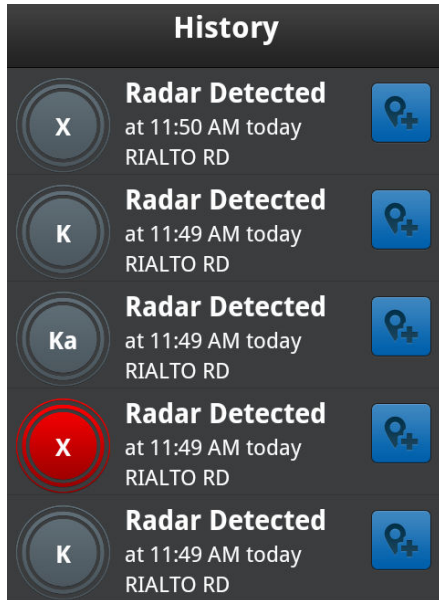 History
X
Radar Detected
at 11:50 AM today
RIALTO RD
K
Radar Detected
at 11:49 AM today
RIALTO RD
Ka
Radar Detected
at 11:49 AM today
RIALTO RD
X
Radar Detected
at 11:49 AM today
RIALTO RD
K
Radar Detected
at 11:49 AM today
RIALTO RD